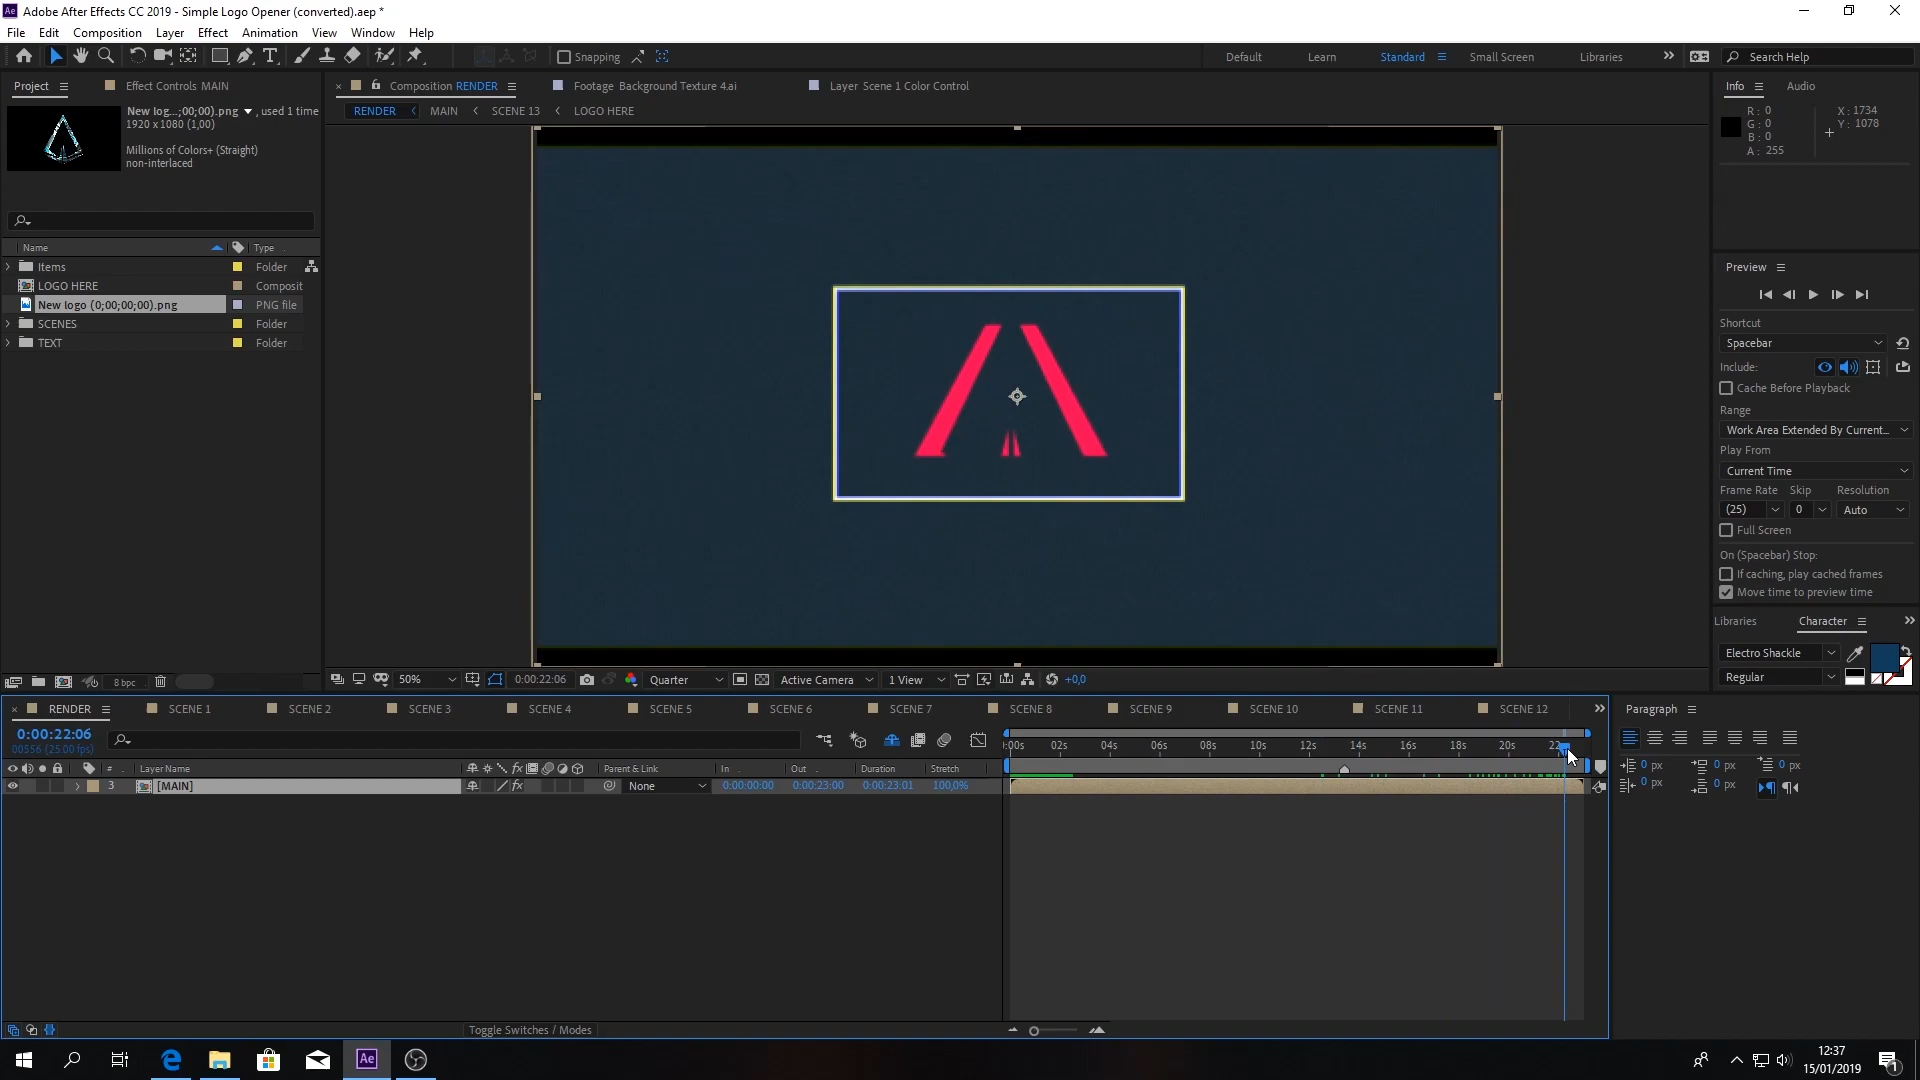 Adobe After Effects CC 2019 - Simple Logo Opener (converted).aep *
File Edit Composition Layer Effect Animation View Window Help
Snapping
Default Learn Standard Small Screen Libraries Search Help
Project Effect Controls MAIN
Composition RENDER Footage Background Texture 4.ai Layer Scene 1 Color Control
Info Audio
New log...;00;00).png ▼, used 1 time
1920 x 1080 (1,00)
Millions of Colors+ (Straight)
non-interlaced
RENDER MAIN SCENE 13 LOGO HERE
R: 0
G: 0
B: 0
A: 255
X: 1734
Y: 1078
Name Type
Items Folder
LOGO HERE Composit
New logo (0;00;00;00).png PNG file
SCENES Folder
TEXT Folder
Preview
Shortcut
Spacebar
Include:
Cache Before Playback
Range
Work Area Extended By Current...
Play From
Current Time
Frame Rate Skip Resolution
(25) 0 Auto
Full Screen
On (Spacebar) Stop:
If caching, play cached frames
Move time to preview time
Libraries Character
Electro Shackle
Regular
8 bpc
50% 0:00:22:06 Quarter Active Camera 1 View +0,0
RENDER SCENE 1 SCENE 2 SCENE 3 SCENE 4 SCENE 5 SCENE 6 SCENE 7 SCENE 8 SCENE 9 SCENE 10 SCENE 11 SCENE 12
Paragraph
0:00:22:06
00556 (25.00 fps)
:00s 02s 04s 06s 08s 10s 12s 14s 16s 18s 20s 22s
# Layer Name fx Parent & Link In Out Duration Stretch
3 [MAIN] fx None 0:00:00:00 0:00:23:00 0:00:23:01 100,0%
0 px 0 px 0 px
0 px 0 px
Toggle Switches / Modes
Ae
12:37
15/01/2019
1